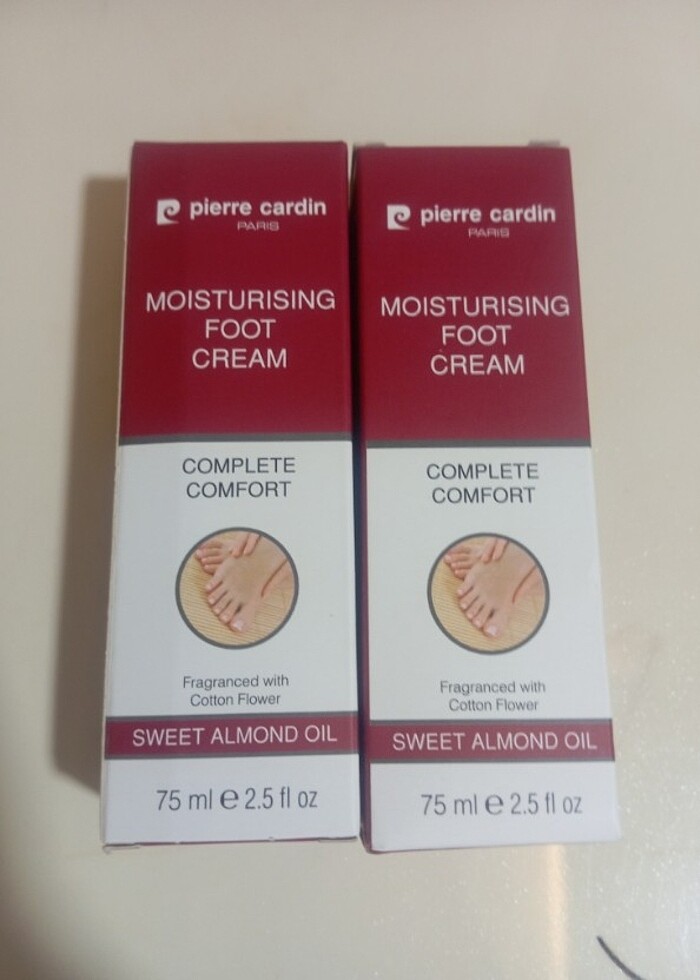 pierre cardin
PARIS
MOISTURISING
FOOT
CREAM
COMPLETE
COMFORT
Fragranced with
Cotton Flower
SWEET ALMOND OIL
75 ml e 2.5 fl oz
pierre cardin
PARIS
MOISTURISING
FOOT
CREAM
COMPLETE
COMFORT
Fragranced with
Cotton Flower
SWEET ALMOND OIL
75 ml e 2.5 fl oz